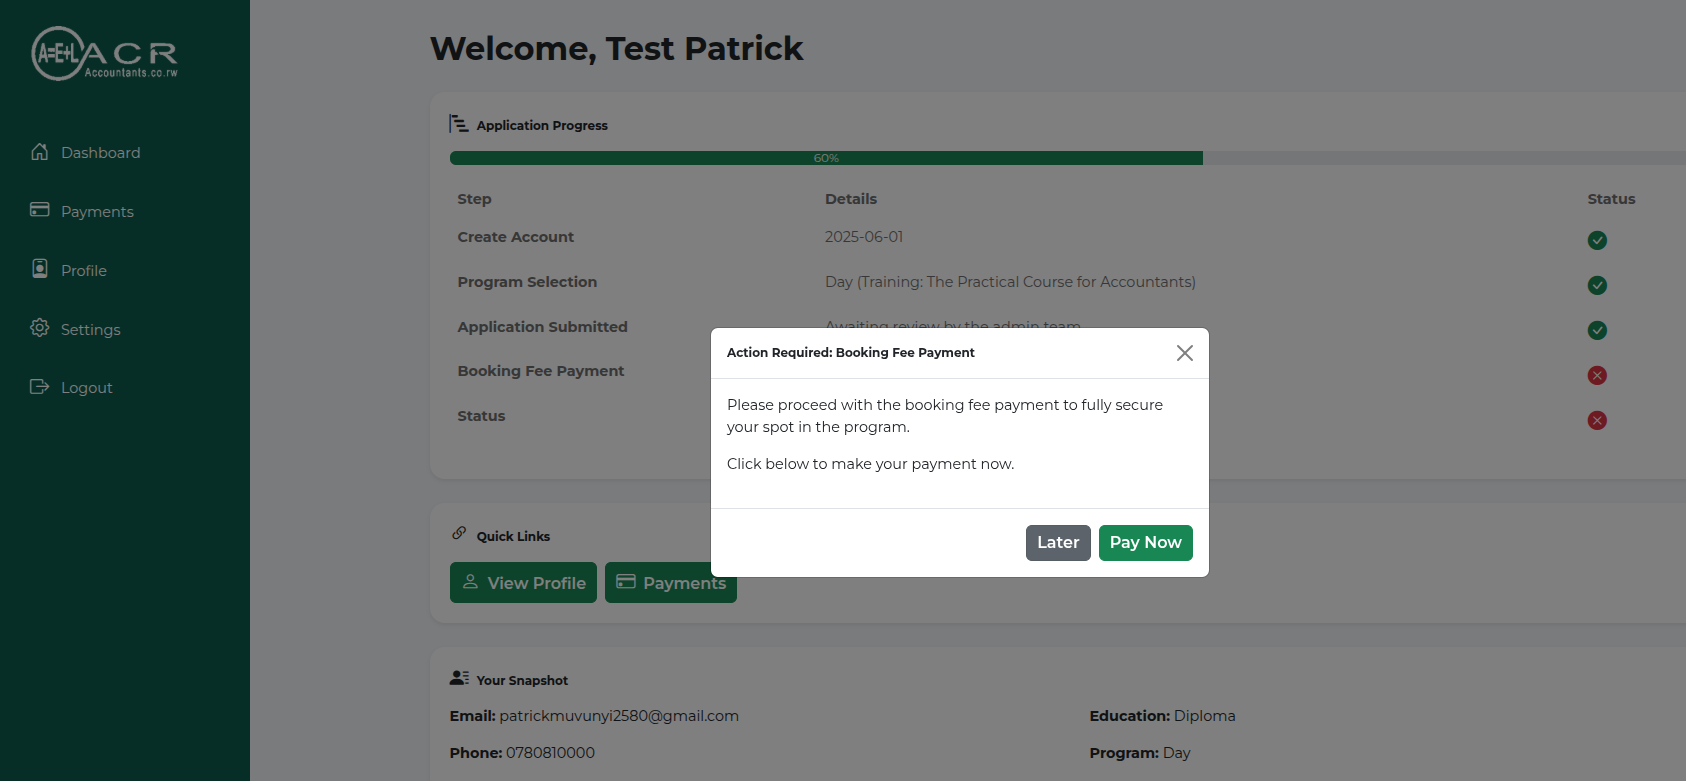 A=E+L ACR
Accountants.co.rw
Dashboard
Payments
Profile
Settings
Logout
Welcome, Test Patrick
Application Progress
60%
Step Details Status
Create Account 2025-06-01
Program Selection Day (Training: The Practical Course for Accountants)
Application Submitted Awaiting review by the admin team
Booking Fee Payment
Status
Action Required: Booking Fee Payment
Please proceed with the booking fee payment to fully secure
your spot in the program.
Click below to make your payment now.
Later Pay Now
Quick Links
View Profile Payments
Your Snapshot
Email: patrickmuvunyi2580@gmail.com Education: Diploma
Phone: 0780810000 Program: Day